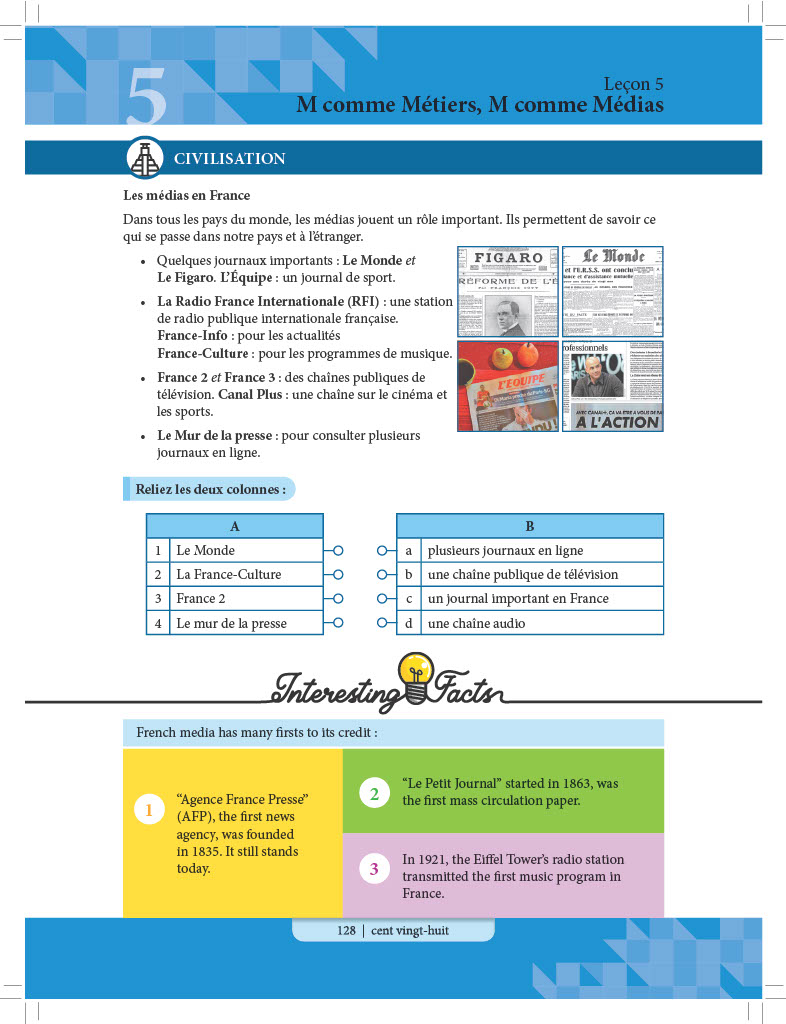 5
Leçon 5
M comme Métiers, M comme Médias
CIVILISATION
Les médias en France
Dans tous les pays du monde, les médias jouent un rôle important. Ils permettent de savoir ce
qui se passe dans notre pays et à l'étranger.
• Quelques journaux importants : Le Monde et
Le Figaro. L'Équipe : un journal de sport.
• La Radio France Internationale (RFI) : une station
de radio publique internationale française.
France-Info : pour les actualités
France-Culture : pour les programmes de musique.
• France 2 et France 3 : des chaînes publiques de
télévision. Canal Plus : une chaîne sur le cinéma et
les sports.
• Le Mur de la presse : pour consulter plusieurs
journaux en ligne.
FIGARO
RÉFORME DE L'É
Le Monde
et l'U.R.S.S. ont conclu
L'ÉQUIPE
rofessionnels
AVEC CANAL+, ÇA VA ÊTRE À VOUS DE PA
A L'ACTION
Reliez les deux colonnes :
A
B
1 Le Monde
a plusieurs journaux en ligne
2 La France-Culture
b une chaîne publique de télévision
3 France 2
c un journal important en France
4 Le mur de la presse
d une chaîne audio
Interesting Facts
French media has many firsts to its credit :
1
"Agence France Presse"
(AFP), the first news
agency, was founded
in 1835. It still stands
today.
2
"Le Petit Journal" started in 1863, was
the first mass circulation paper.
3
In 1921, the Eiffel Tower's radio station
transmitted the first music program in
France.
128 | cent vingt-huit